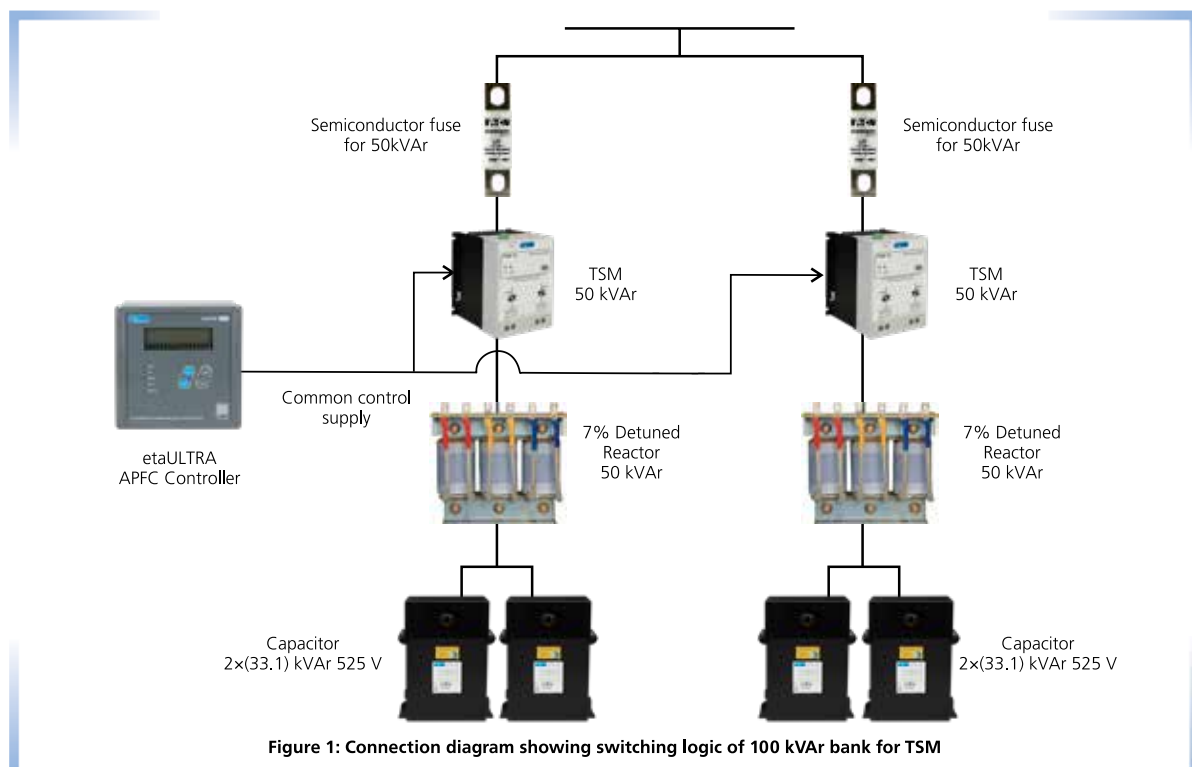 Semiconductor fuse
for 50kVAr
Semiconductor fuse
for 50kVAr
TSM
50 kVAr
TSM
50 kVAr
Common control
supply
etaULTRA
APFC Controller
7% Detuned
Reactor
50 kVAr
7% Detuned
Reactor
50 kVAr
Capacitor
2×(33.1) kVAr 525 V
Capacitor
2×(33.1) kVAr 525 V
Figure 1: Connection diagram showing switching logic of 100 kVAr bank for TSM